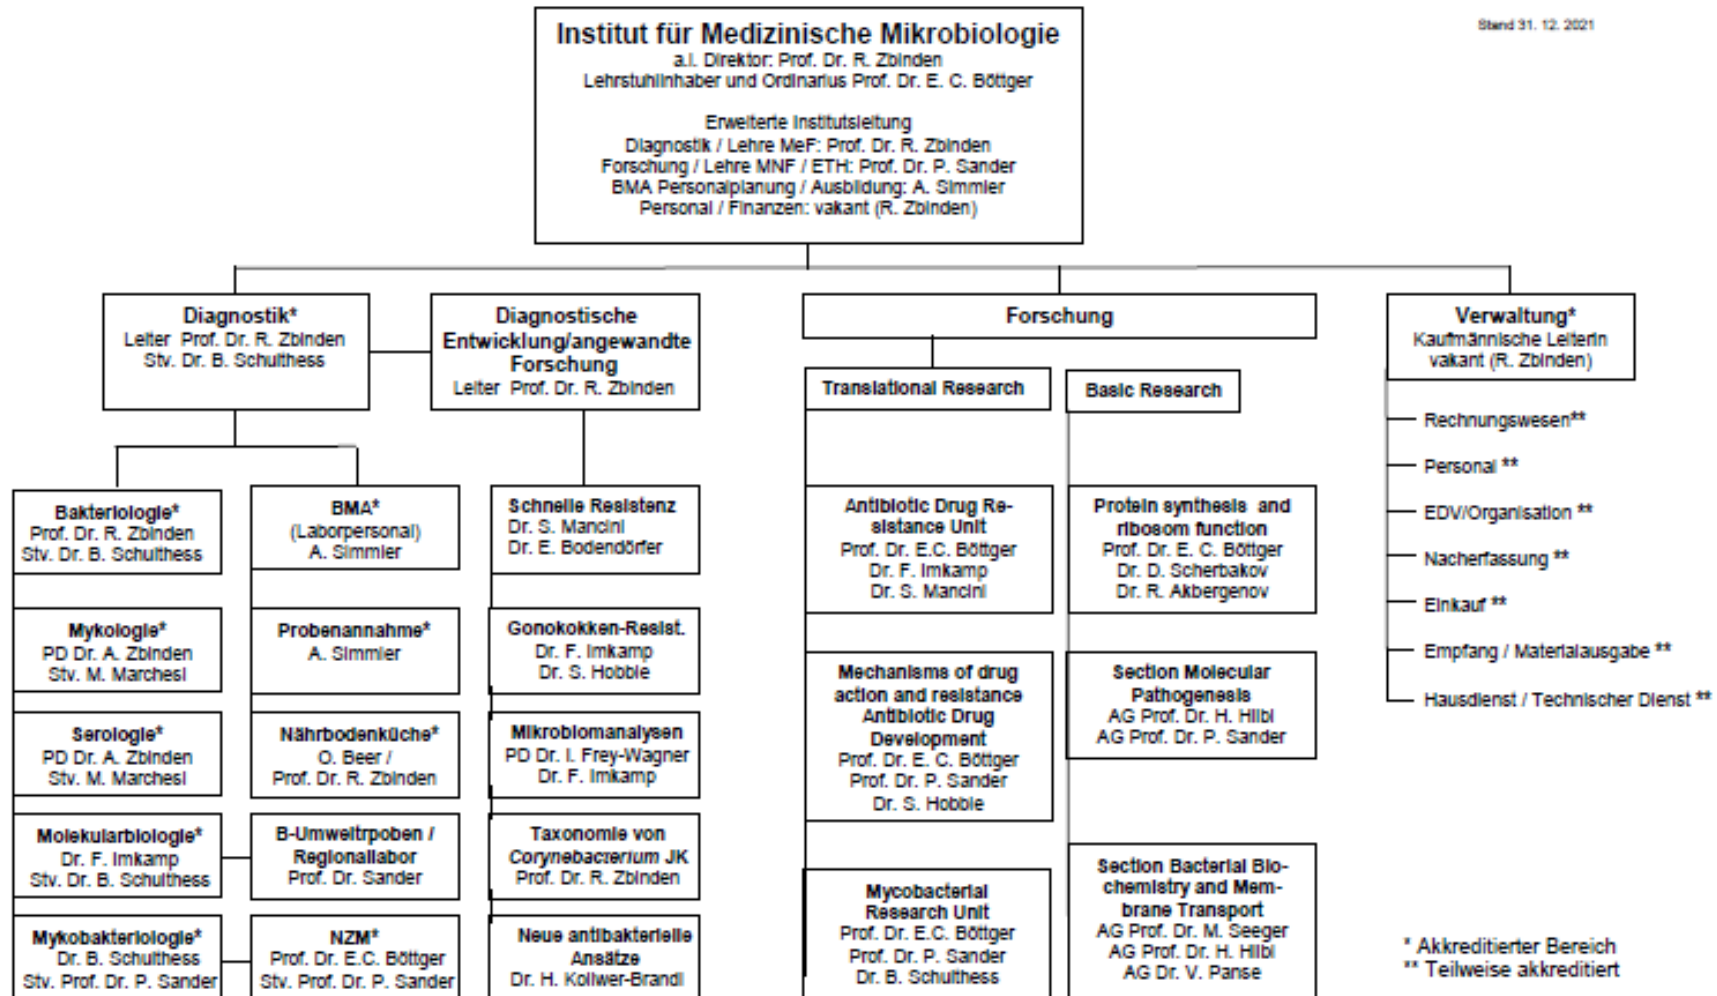 Stand 31. 12. 2021
Institut für Medizinische Mikrobiologie
a.i. Direktor: Prof. Dr. R. Zbinden
Lehrstuhlinhaber und Ordinarius Prof. Dr. E. C. Böttger
Erweiterte Institutsleitung
Diagnostik / Lehre MeF: Prof. Dr. R. Zbinden
Forschung / Lehre MNF / ETH: Prof. Dr. P. Sander
BMA Personalplanung / Ausbildung: A. Simmler
Personal / Finanzen: vakant (R. Zbinden)
Diagnostik*
Leiter Prof. Dr. R. Zbinden
Stv. Dr. B. Schulthess
Diagnostische
Entwicklung/angewandte
Forschung
Leiter Prof. Dr. R. Zbinden
Forschung
Verwaltung*
Kaufmännische Leiterin
vakant (R. Zbinden)
Translational Research
Basic Research
Rechnungswesen**
Personal **
EDV/Organisation **
Nacherfassung **
Einkauf **
Empfang / Materialausgabe **
Hausdienst / Technischer Dienst **
Bakteriologie*
Prof. Dr. R. Zbinden
Stv. Dr. B. Schulthess
Mykologie*
PD Dr. A. Zbinden
Stv. M. Marchesi
Serologie*
PD Dr. A. Zbinden
Stv. M. Marchesi
Molekularbiologie*
Dr. F. Imkamp
Stv. Dr. B. Schulthess
Mykobakteriologie*
Dr. B. Schulthess
Stv. Prof. Dr. P. Sander
BMA*
(Laborpersonal)
A. Simmler
Probenannahme*
A. Simmler
Nährbodenküche*
O. Beer /
Prof. Dr. R. Zbinden
B-Umweltrpoben /
Regionallabor
Prof. Dr. Sander
NZM*
Prof. Dr. E.C. Böttger
Stv. Prof. Dr. P. Sander
Schnelle Resistenz
Dr. S. Mancini
Dr. E. Bodendörfer
Gonokokken-Resist.
Dr. F. Imkamp
Dr. S. Hobbie
Mikrobiomanalysen
PD Dr. I. Frey-Wagner
Dr. F. Imkamp
Taxonomie von
Corynebacterium JK
Prof. Dr. R. Zbinden
Neue antibakterielle
Ansätze
Dr. H. Kollwer-Brandl
Antibiotic Drug Re-
sistance Unit
Prof. Dr. E.C. Böttger
Dr. F. Imkamp
Dr. S. Mancini
Mechanisms of drug
action and resistance
Antibiotic Drug
Development
Prof. Dr. E. C. Böttger
Prof. Dr. P. Sander
Dr. S. Hobbie
Mycobacterial
Research Unit
Prof. Dr. E.C. Böttger
Prof. Dr. P. Sander
Dr. B. Schulthess
Protein synthesis and
ribosom function
Prof. Dr. E. C. Böttger
Dr. D. Scherbakov
Dr. R. Akbergenov
Section Molecular
Pathogenesis
AG Prof. Dr. H. Hilbi
AG Prof. Dr. P. Sander
Section Bacterial Bio-
chemistry and Mem-
brane Transport
AG Prof. Dr. M. Seeger
AG Prof. Dr. H. Hilbi
AG Dr. V. Panse
* Akkreditierter Bereich
** Teilweise akkreditiert